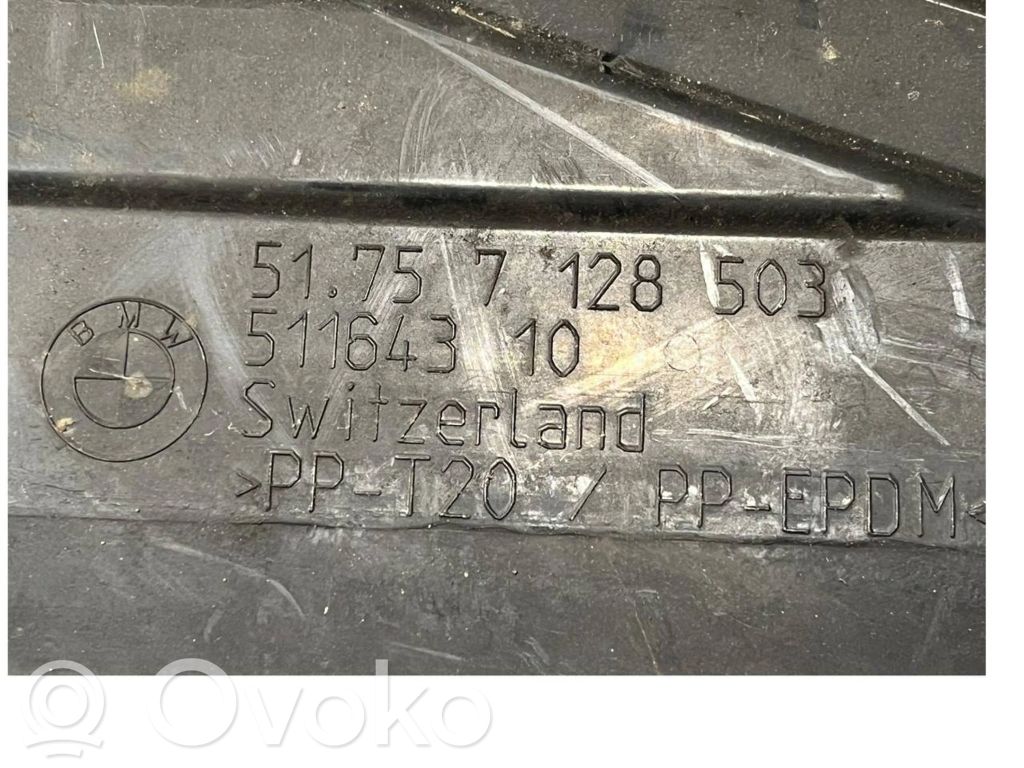 51.75 7 128 503
BMW
511643 10
Switzerland
>PP-T20 / PP-EPDM<
Ovoko